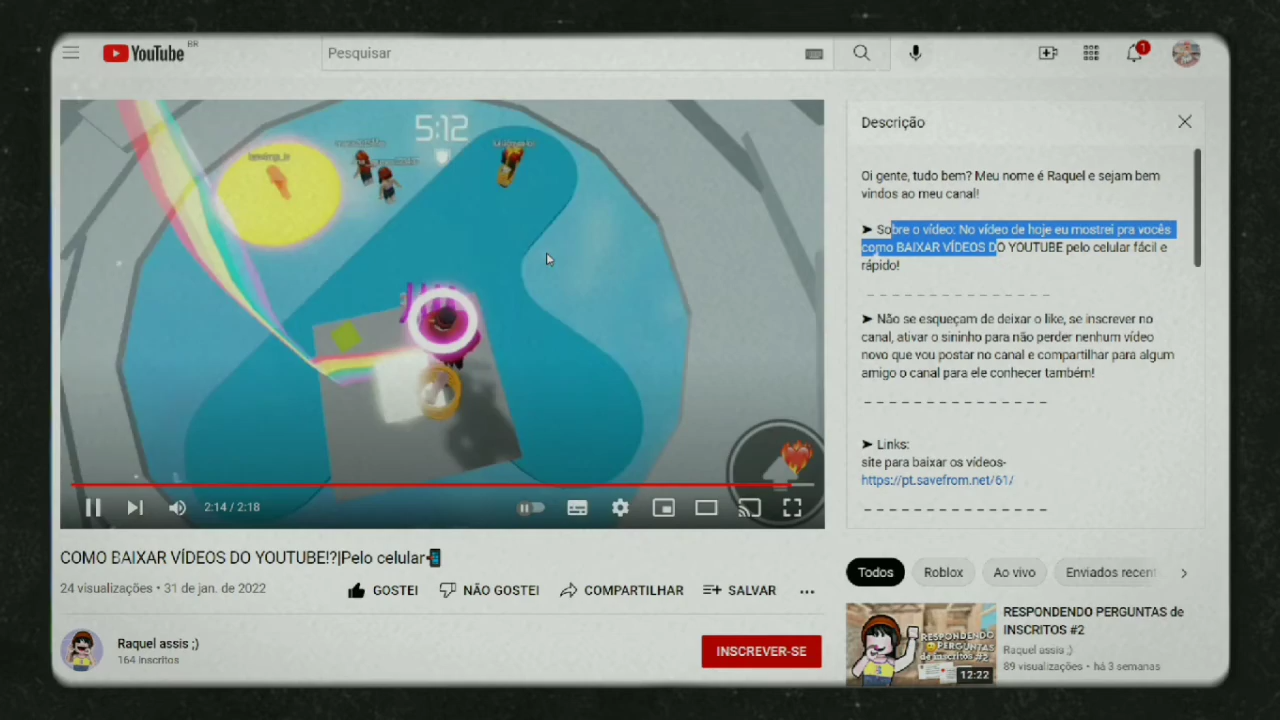 YouTube BR
Pesquisar
1
5:12
2:14 / 2:18
COMO BAIXAR VÍDEOS DO YOUTUBE!?|Pelo celular
24 visualizações • 31 de jan. de 2022
GOSTEI
NÃO GOSTEI
COMPARTILHAR
SALVAR
Raquel assis ;)
164 inscritos
INSCREVER-SE
Descrição
Oi gente, tudo bem? Meu nome é Raquel e sejam bem
vindos ao meu canal!
➤ Sobre o vídeo: No vídeo de hoje eu mostrei pra vocês
como BAIXAR VÍDEOS DO YOUTUBE pelo celular fácil e
rápido!
➤ Não se esqueçam de deixar o like, se inscrever no
canal, ativar o sininho para não perder nenhum vídeo
novo que vou postar no canal e compartilhar para algum
amigo o canal para ele conhecer também!
➤ Links:
site para baixar os vídeos-
https://pt.savefrom.net/61/
Todos
Roblox
Ao vivo
Enviados recent
RESPONDENDO
PERGUNTAS
de inscritos #2
12:22
RESPONDENDO PERGUNTAS de
INSCRITOS #2
Raquel assis ;)
89 visualizações • há 3 semanas